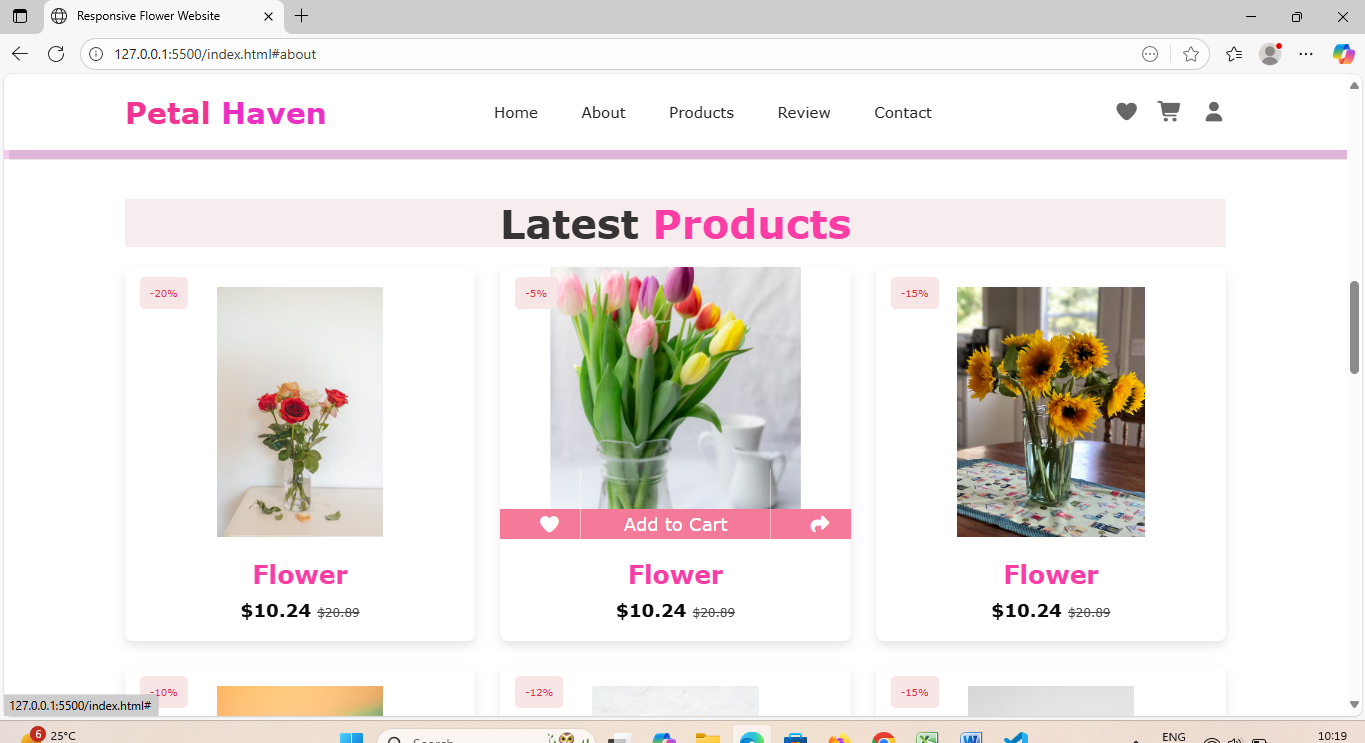 Responsive Flower Website
127.0.0.1:5500/index.html#about
Petal Haven
Home About Products Review Contact
Latest Products
-20%
-5%
-15%
Add to Cart
Flower
Flower
Flower
$10.24 $20.89
$10.24 $20.89
$10.24 $20.89
-10%
-12%
-15%
127.0.0.1:5500/index.html#
6
25°C
Search
ENG
10:19